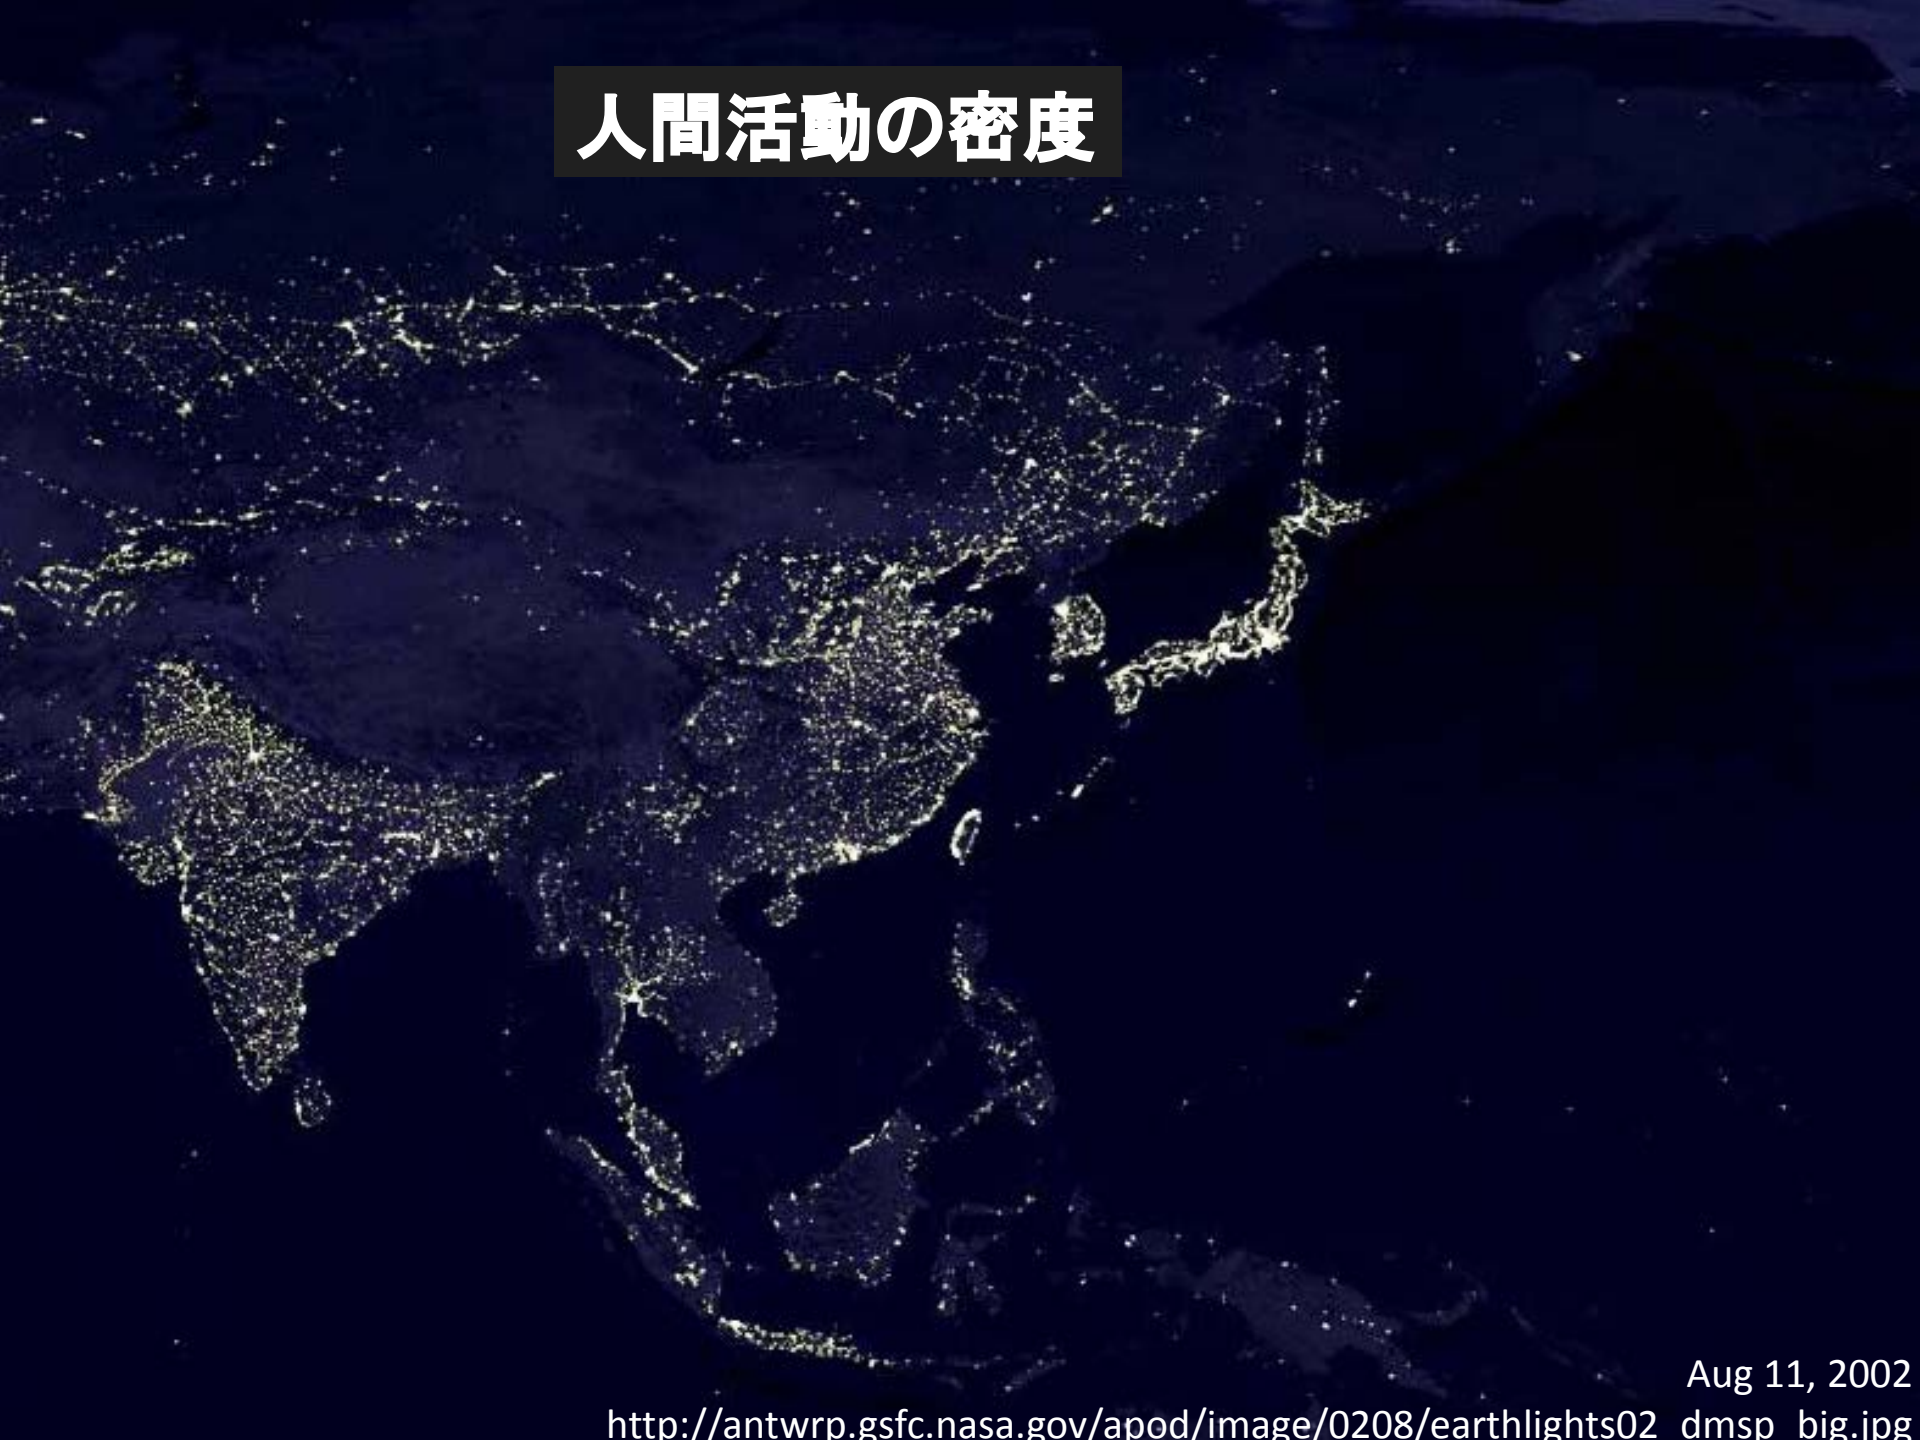 人間活動の密度
Aug 11, 2002
http://antwrp.gsfc.nasa.gov/apod/image/0208/earthlights02_dmsp_big.jpg